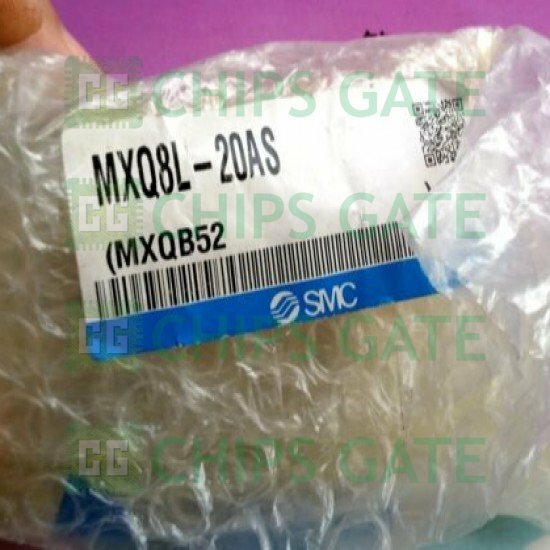 CHIPS GATE
MXQ8L-20AS
CHIPS GATE
(MXQB52
SMC
CHIPS GATE
CHIPS GATE